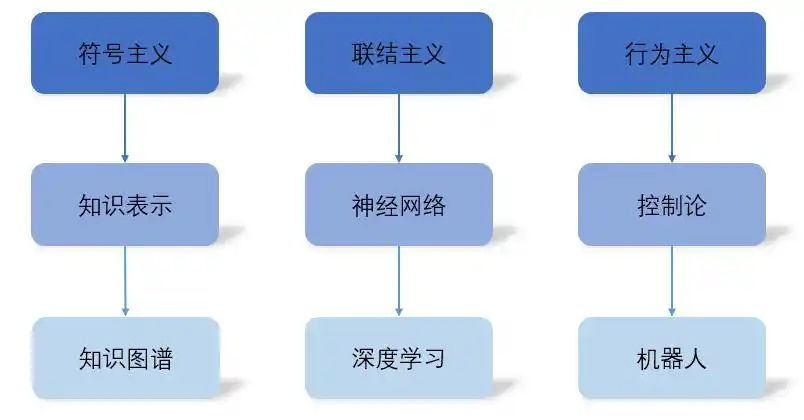 符号主义
联结主义
行为主义
知识表示
神经网络
控制论
知识图谱
深度学习
机器人